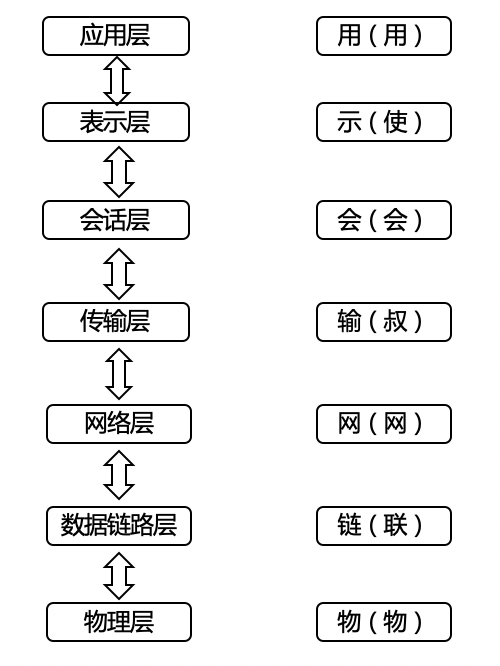 应用层 用（用）
表示层 示（使）
会话层 会（会）
传输层 输（叔）
网络层 网（网）
数据链路层 链（联）
物理层 物（物）